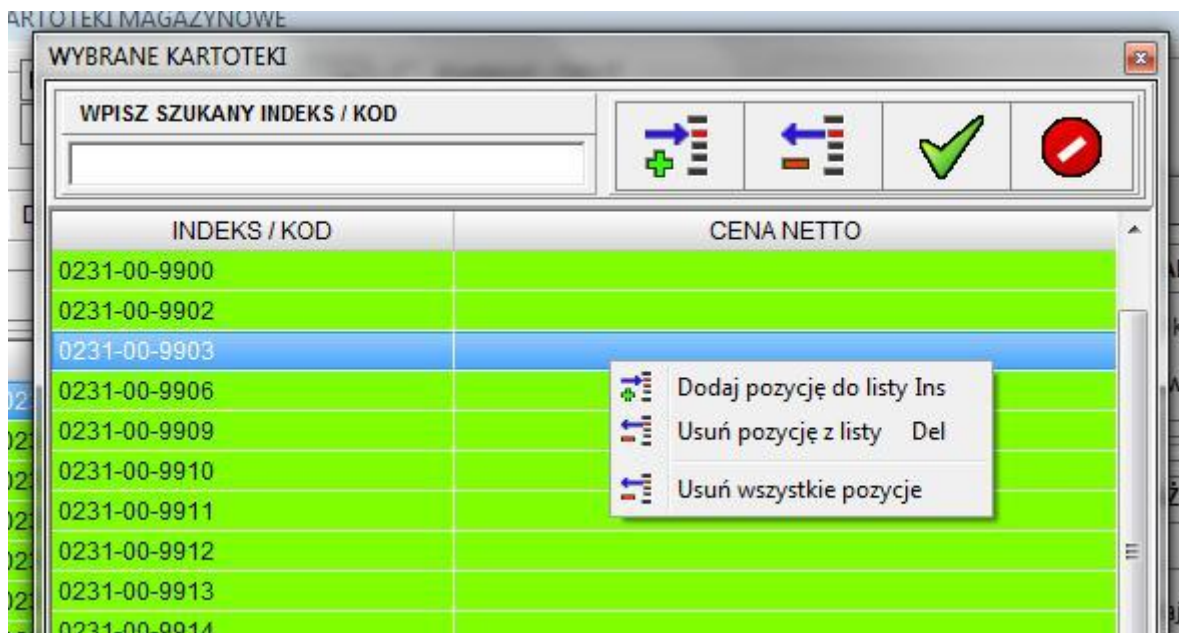 KARTOTEKI MAGAZYNOWE
WYBRANE KARTOTEKI
WPISZ SZUKANY INDEKS / KOD
INDEKS / KOD CENA NETTO
0231-00-9900
0231-00-9902
0231-00-9903
0231-00-9906
0231-00-9909
0231-00-9910
0231-00-9911
0231-00-9912
0231-00-9913
0231-00-9914
Dodaj pozycję do listy Ins
Usuń pozycję z listy Del
Usuń wszystkie pozycje